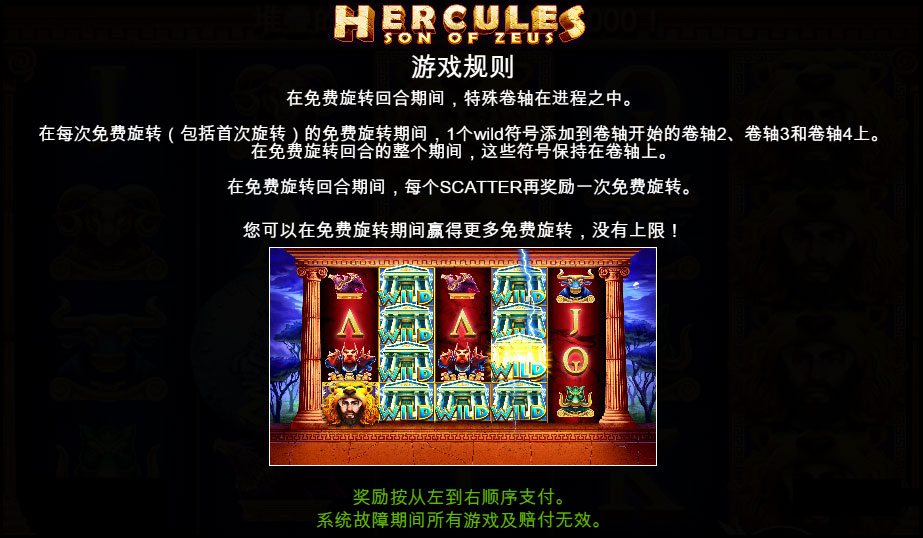 HERCULES
SON OF ZEUS
游戏规则
在免费旋转回合期间，特殊卷轴在进程之中。
在每次免费旋转（包括首次旋转）的免费旋转期间，1个wild符号添加到卷轴开始的卷轴2、卷轴3和卷轴4上。
在免费旋转回合的整个期间，这些符号保持在卷轴上。
在免费旋转回合期间，每个SCATTER再奖励一次免费旋转。
您可以在免费旋转期间赢得更多免费旋转，没有上限！
WILD WILD
A WILD A WILD J
WILD Q
WILD WILD WILD
奖励按从左到右顺序支付。
系统故障期间所有游戏及赔付无效。